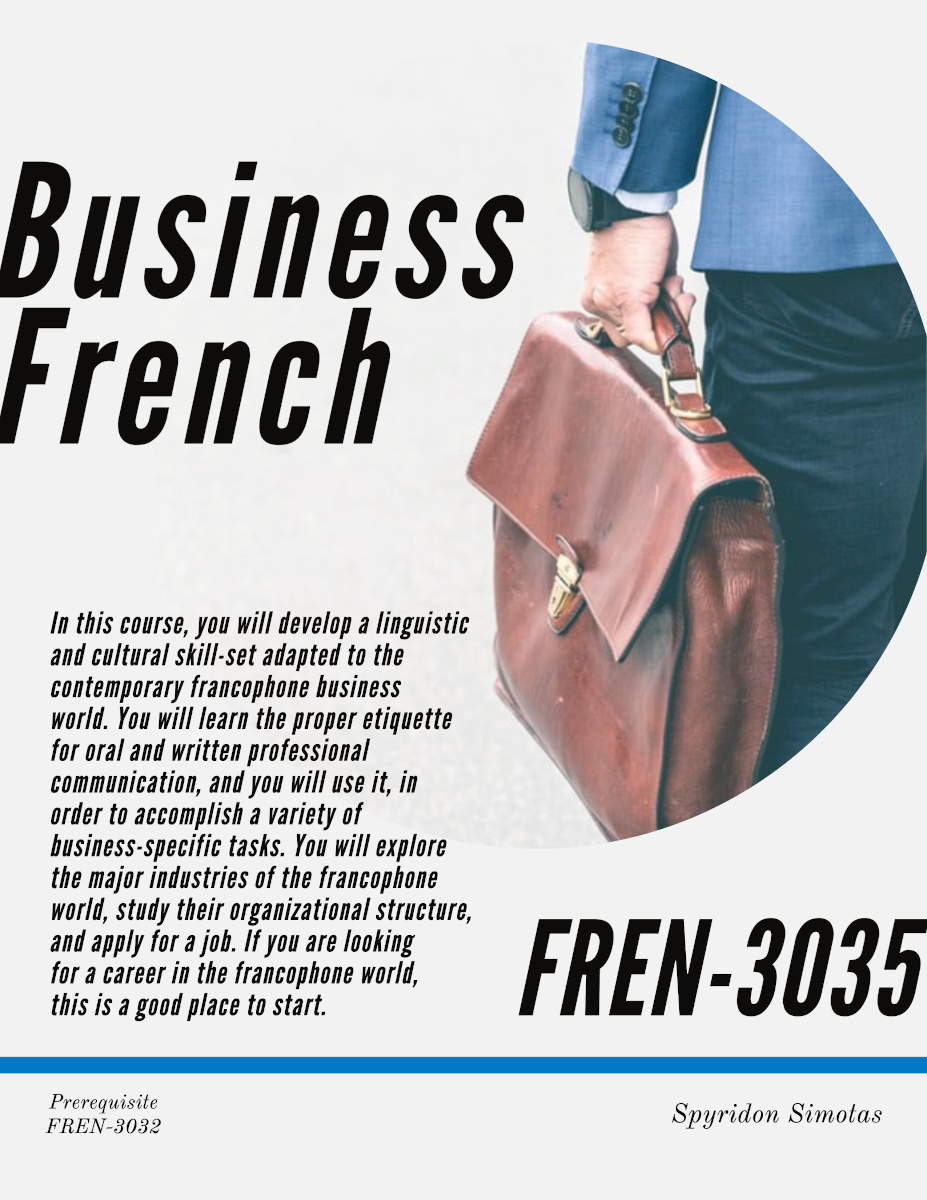 Business
French
In this course, you will develop a linguistic
and cultural skill-set adapted to the
contemporary francophone business
world. You will learn the proper etiquette
for oral and written professional
communication, and you will use it, in
order to accomplish a variety of
business-specific tasks. You will explore
the major industries of the francophone
world, study their organizational structure,
and apply for a job. If you are looking
for a career in the francophone world,
this is a good place to start.
FREN-3035
Prerequisite
FREN-3032
Spyridon Simotas